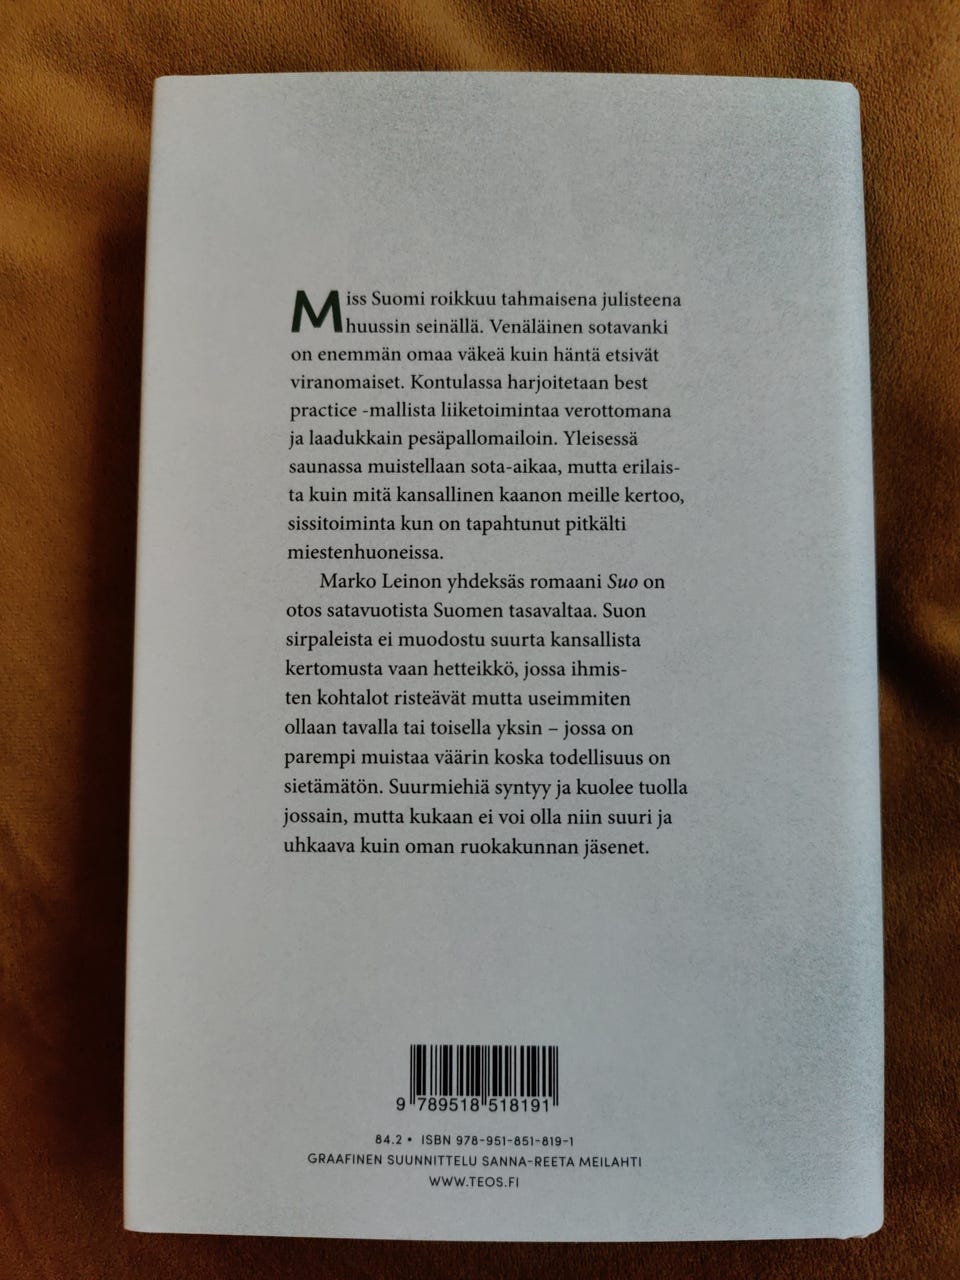 Miss Suomi roikkuu tahmaisena julisteena
huussin seinällä. Venäläinen sotavanki
on enemmän omaa väkeä kuin häntä etsivät
viranomaiset. Kontulassa harjoitetaan best
practice -mallista liiketoimintaa verottomana
ja laadukkain pesäpallomailoin. Yleisessä
saunassa muistellaan sota-aikaa, mutta erilais-
ta kuin mitä kansallinen kaanon meille kertoo,
sissitoiminta kun on tapahtunut pitkälti
miestenhuoneissa.
Marko Leinon yhdeksäs romaani Suo on
otos satavuotista Suomen tasavaltaa. Suon
sirpaleista ei muodostu suurta kansallista
kertomusta vaan hetteikkö, jossa ihmis-
ten kohtalot risteävät mutta useimmiten
ollaan tavalla tai toisella yksin – jossa on
parempi muistaa väärin koska todellisuus on
sietämätön. Suurmiehiä syntyy ja kuolee tuolla
jossain, mutta kukaan ei voi olla niin suuri ja
uhkaava kuin oman ruokakunnan jäsenet.
9 789518 518191
84.2 • ISBN 978-951-851-819-1
GRAAFINEN SUUNNITTELU SANNA-REETA MEILAHTI
WWW.TEOS.FI